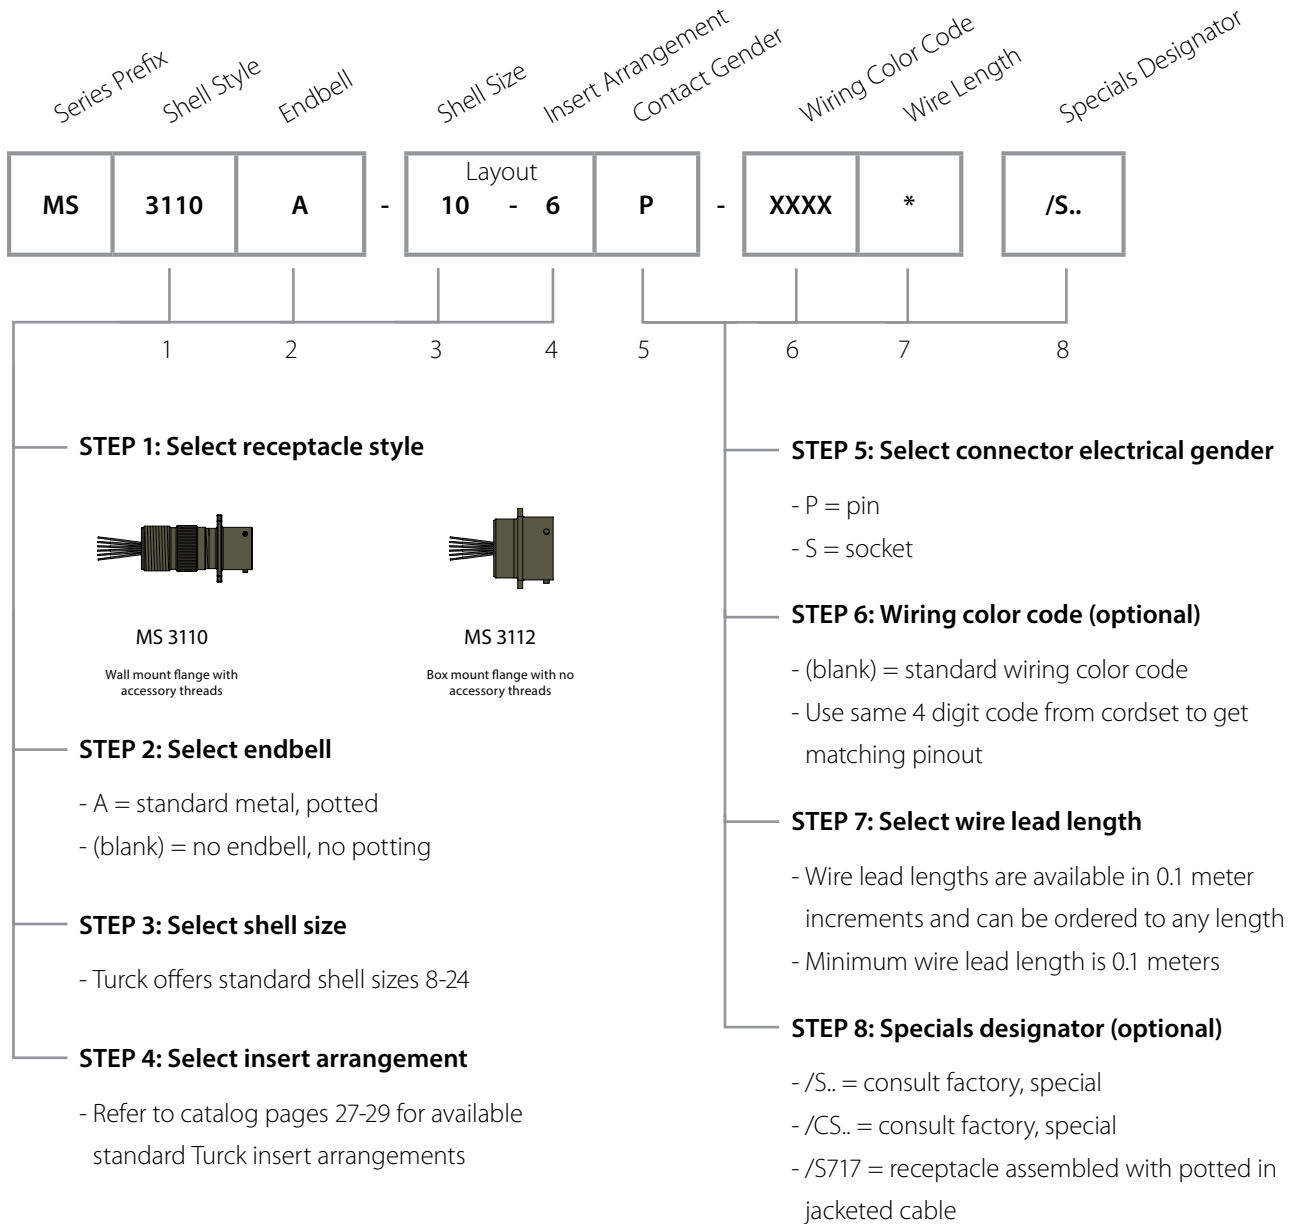 Series Prefix
Shell Style
Endbell
Shell Size
Insert Arrangement
Contact Gender
Wiring Color Code
Wire Length
Specials Designator
Layout
MS 3110 A - 10 - 6 P - XXXX * /S..
1 2 3 4 5 6 7 8
STEP 1: Select receptacle style
MS 3110
Wall mount flange with
accessory threads
MS 3112
Box mount flange with no
accessory threads
STEP 2: Select endbell
- A = standard metal, potted
- (blank) = no endbell, no potting
STEP 3: Select shell size
- Turck offers standard shell sizes 8-24
STEP 4: Select insert arrangement
- Refer to catalog pages 27-29 for available
standard Turck insert arrangements
STEP 5: Select connector electrical gender
- P = pin
- S = socket
STEP 6: Wiring color code (optional)
- (blank) = standard wiring color code
- Use same 4 digit code from cordset to get
matching pinout
STEP 7: Select wire lead length
- Wire lead lengths are available in 0.1 meter
increments and can be ordered to any length
- Minimum wire lead length is 0.1 meters
STEP 8: Specials designator (optional)
- /S.. = consult factory, special
- /CS.. = consult factory, special
- /S717 = receptacle assembled with potted in
jacketed cable